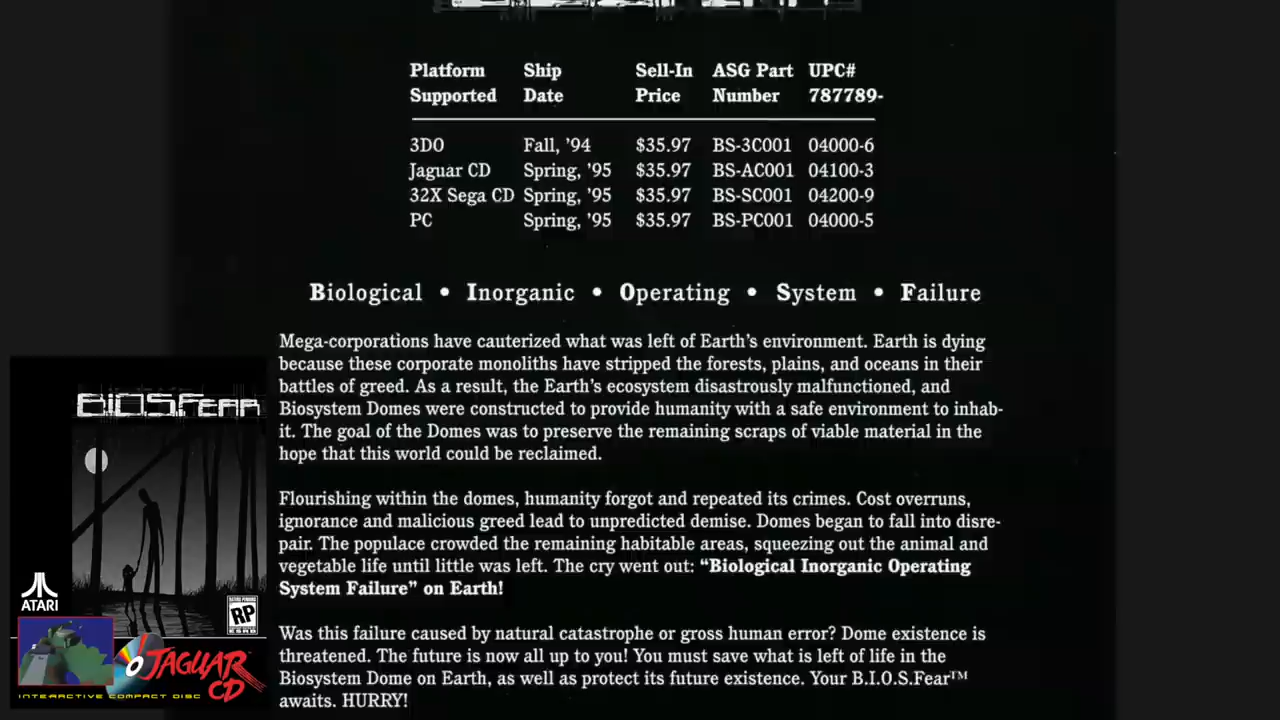 Platform Ship Sell-In ASG Part UPC#
Supported Date Price Number 787789-
3DO Fall, '94 $35.97 BS-3C001 04000-6
Jaguar CD Spring, '95 $35.97 BS-AC001 04100-3
32X Sega CD Spring, '95 $35.97 BS-SC001 04200-9
PC Spring, '95 $35.97 BS-PC001 04000-5
Biological • Inorganic • Operating • System • Failure
Mega-corporations have cauterized what was left of Earth's environment. Earth is dying
because these corporate monoliths have stripped the forests, plains, and oceans in their
battles of greed. As a result, the Earth's ecosystem disastrously malfunctioned, and
Biosystem Domes were constructed to provide humanity with a safe environment to inhab-
it. The goal of the Domes was to preserve the remaining scraps of viable material in the
hope that this world could be reclaimed.
Flourishing within the domes, humanity forgot and repeated its crimes. Cost overruns,
ignorance and malicious greed lead to unpredicted demise. Domes began to fall into disre-
pair. The populace crowded the remaining habitable areas, squeezing out the animal and
vegetable life until little was left. The cry went out: "Biological Inorganic Operating
System Failure" on Earth!
Was this failure caused by natural catastrophe or gross human error? Dome existence is
threatened. The future is now all up to you! You must save what is left of life in the
Biosystem Dome on Earth, as well as protect its future existence. Your B.I.O.S.Fear™
awaits. HURRY!
BIOS.FEAR
ATARI
RP
ESRB
JAGUAR
CD
INTERACTIVE COMPACT DISC